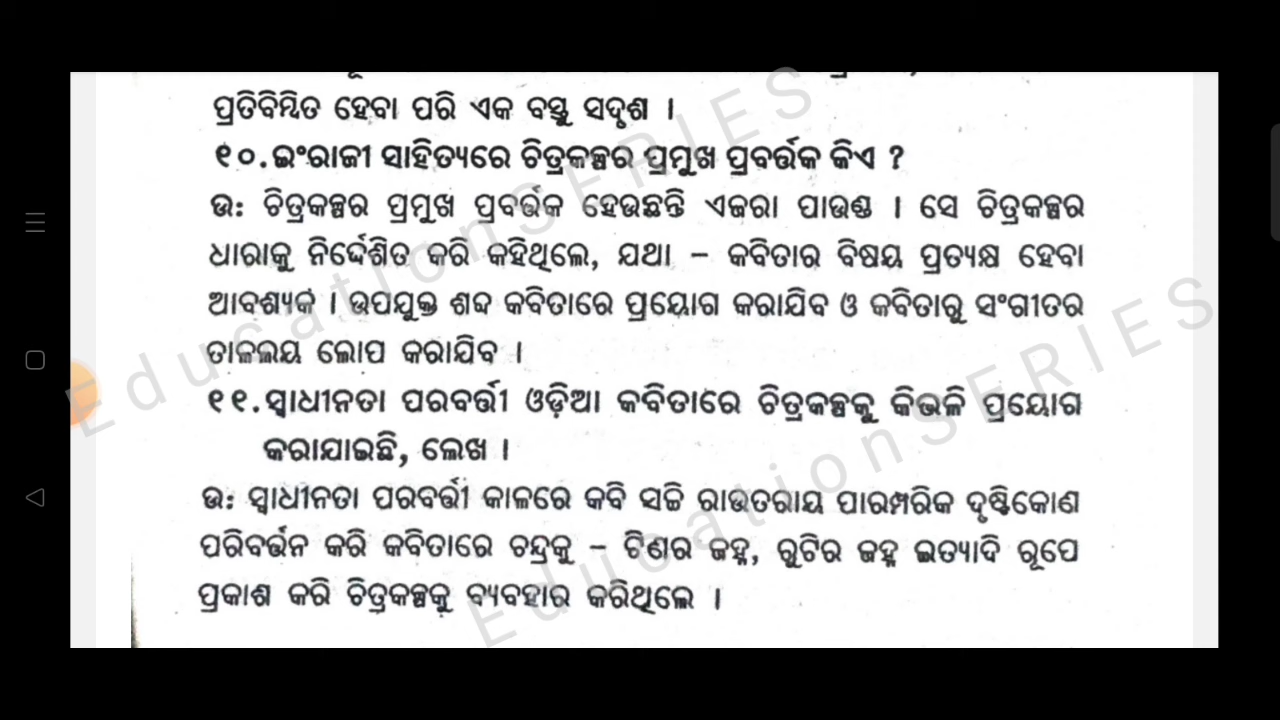 ପ୍ରତିବିମ୍ବିତ ହେବା ପରି ଏକ ବସ୍ତୁ ସଦୃଶ ।
୧୦.ଇଂରାଜୀ ସାହିତ୍ୟରେ ଚିତ୍ରକଳ୍ପର ପ୍ରମୁଖ ପ୍ରବର୍ତ୍ତକ କିଏ ?
ଉ: ଚିତ୍ରକଳ୍ପର ପ୍ରମୁଖ ପ୍ରବର୍ତ୍ତକ ହେଉଛନ୍ତି ଏଜରା ପାଉଣ୍ଡ । ସେ ଚିତ୍ରକଳ୍ପର
ଧାରାକୁ ନିର୍ଦ୍ଦେଶିତ କରି କହିଥିଲେ, ଯଥା – କବିତାର ବିଷୟ ପ୍ରତ୍ୟକ୍ଷ ହେବା
ଆବଶ୍ୟକ । ଉପଯୁକ୍ତ ଶବ୍ଦ କବିତାରେ ପ୍ରୟୋଗ କରାଯିବ ଓ କବିତାରୁ ସଂଗୀତର
ତାଳଲୟ ଲୋପ କରାଯିବ ।
୧୧.ସ୍ୱାଧୀନତା ପରବର୍ତ୍ତୀ ଓଡ଼ିଆ କବିତାରେ ଚିତ୍ରକଳ୍ପକୁ କିଭଳି ପ୍ରୟୋଗ
କରାଯାଇଛି, ଲେଖ ।
ଉ: ସ୍ୱାଧୀନତା ପରବର୍ତ୍ତୀ କାଳରେ କବି ସଚ୍ଚି ରାଉତରାୟ ପାରମ୍ପରିକ ଦୃଷ୍ଟିକୋଣ
ପରିବର୍ତ୍ତନ କରି କବିତାରେ ଚନ୍ଦ୍ରକୁ – ଟିଣର ଜହ୍ନ, ରୁଟିର ଜହ୍ନ ଇତ୍ୟାଦି ରୂପେ
ପ୍ରକାଶ କରି ଚିତ୍ରକଳ୍ପକୁ ବ୍ୟବହାର କରିଥିଲେ ।
EducationSERIES
EducationSERIES